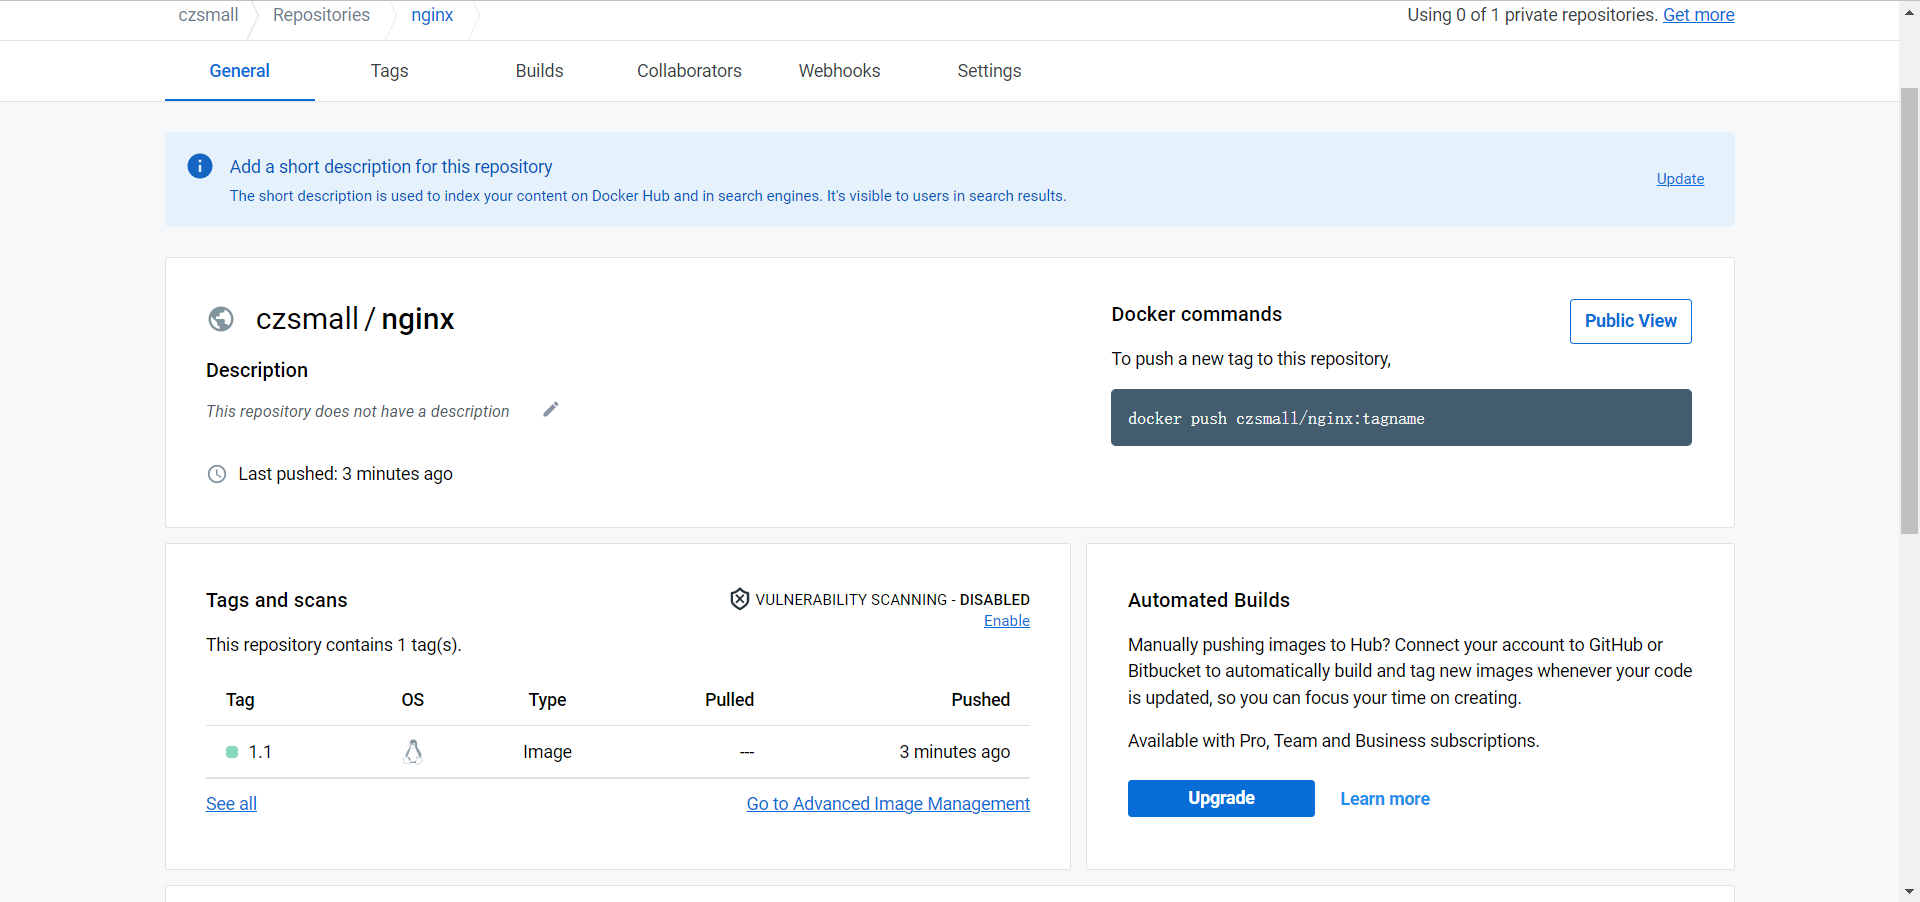 czsmall Repositories nginx Using 0 of 1 private repositories. Get more
General Tags Builds Collaborators Webhooks Settings
Add a short description for this repository
The short description is used to index your content on Docker Hub and in search engines. It's visible to users in search results.
Update
czsmall / nginx
Description
This repository does not have a description
Last pushed: 3 minutes ago
Docker commands
Public View
To push a new tag to this repository,
docker push czsmall/nginx:tagname
Tags and scans
VULNERABILITY SCANNING - DISABLED
Enable
This repository contains 1 tag(s).
Tag OS Type Pulled Pushed
1.1 Image --- 3 minutes ago
See all Go to Advanced Image Management
Automated Builds
Manually pushing images to Hub? Connect your account to GitHub or
Bitbucket to automatically build and tag new images whenever your code
is updated, so you can focus your time on creating.
Available with Pro, Team and Business subscriptions.
Upgrade Learn more